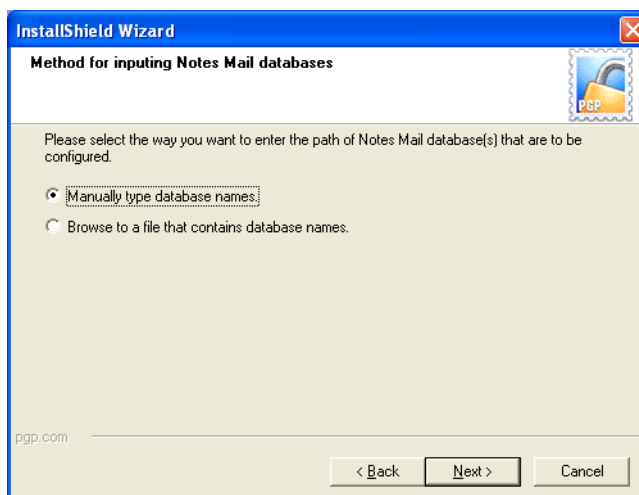 InstallShield Wizard
Method for inputing Notes Mail databases
PGP
Please select the way you want to enter the path of Notes Mail database(s) that are to be
configured.
Manually type database names.
Browse to a file that contains database names.
pgp.com
< Back
Next >
Cancel